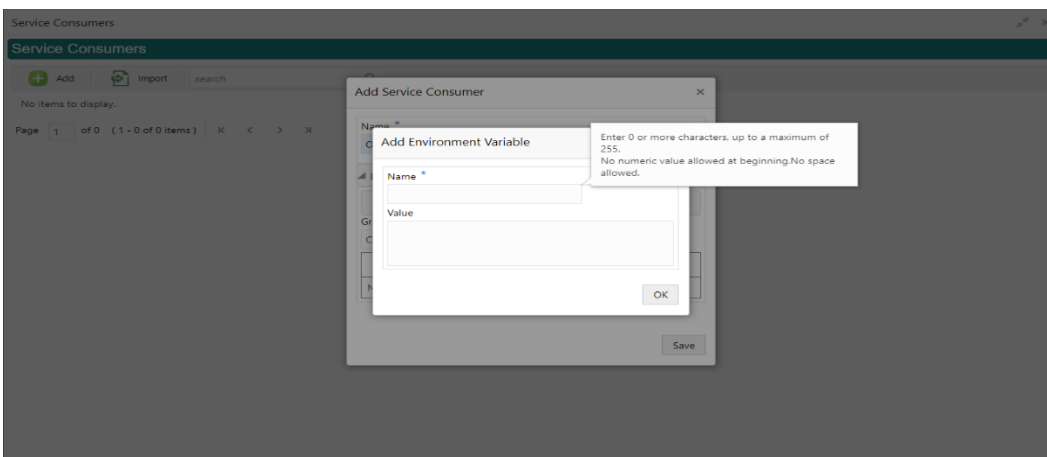 Service Consumers
Service Consumers
Add Import search
No items to display.
Page 1 of 0 (1 - 0 of 0 items)
Add Service Consumer
Name *
Add Environment Variable
Enter 0 or more characters, up to a maximum of
255.
No numeric value allowed at beginning.No space
allowed.
Name *
Value
OK
Save